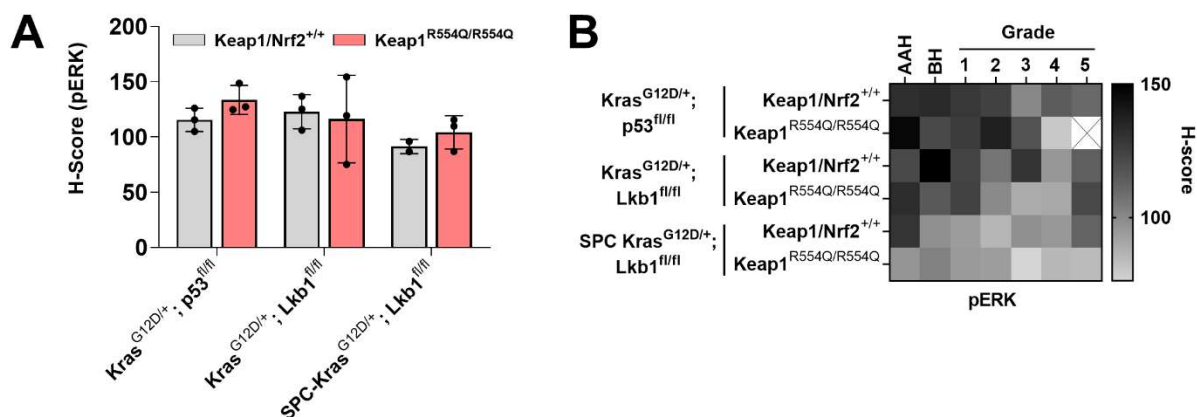 A
H-Score (pERK)
200
150
100
50
0
Keap1/Nrf2+/+
Keap1R554Q/R554Q
KrasG12D/+; p53fl/fl
KrasG12D/+; Lkb1fl/fl
SPC-KrasG12D/+; Lkb1fl/fl
B
Grade
AAH
BH
1 2 3 4 5
KrasG12D/+;
p53fl/fl
Keap1/Nrf2+/+
Keap1R554Q/R554Q
KrasG12D/+;
Lkb1fl/fl
Keap1/Nrf2+/+
Keap1R554Q/R554Q
SPC KrasG12D/+;
Lkb1fl/fl
Keap1/Nrf2+/+
Keap1R554Q/R554Q
pERK
150
100
H-score